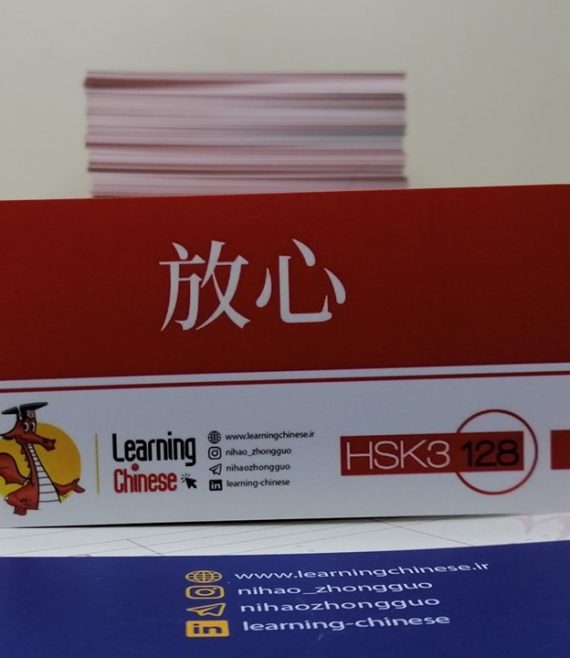 放心
Learning
Chinese
www.learningchinese.ir
nihao_zhongguo
nihaozhongguo
learning-chinese
HSK3 128
www.learningchinese.ir
nihao_zhongguo
nihaozhongguo
in learning-chinese